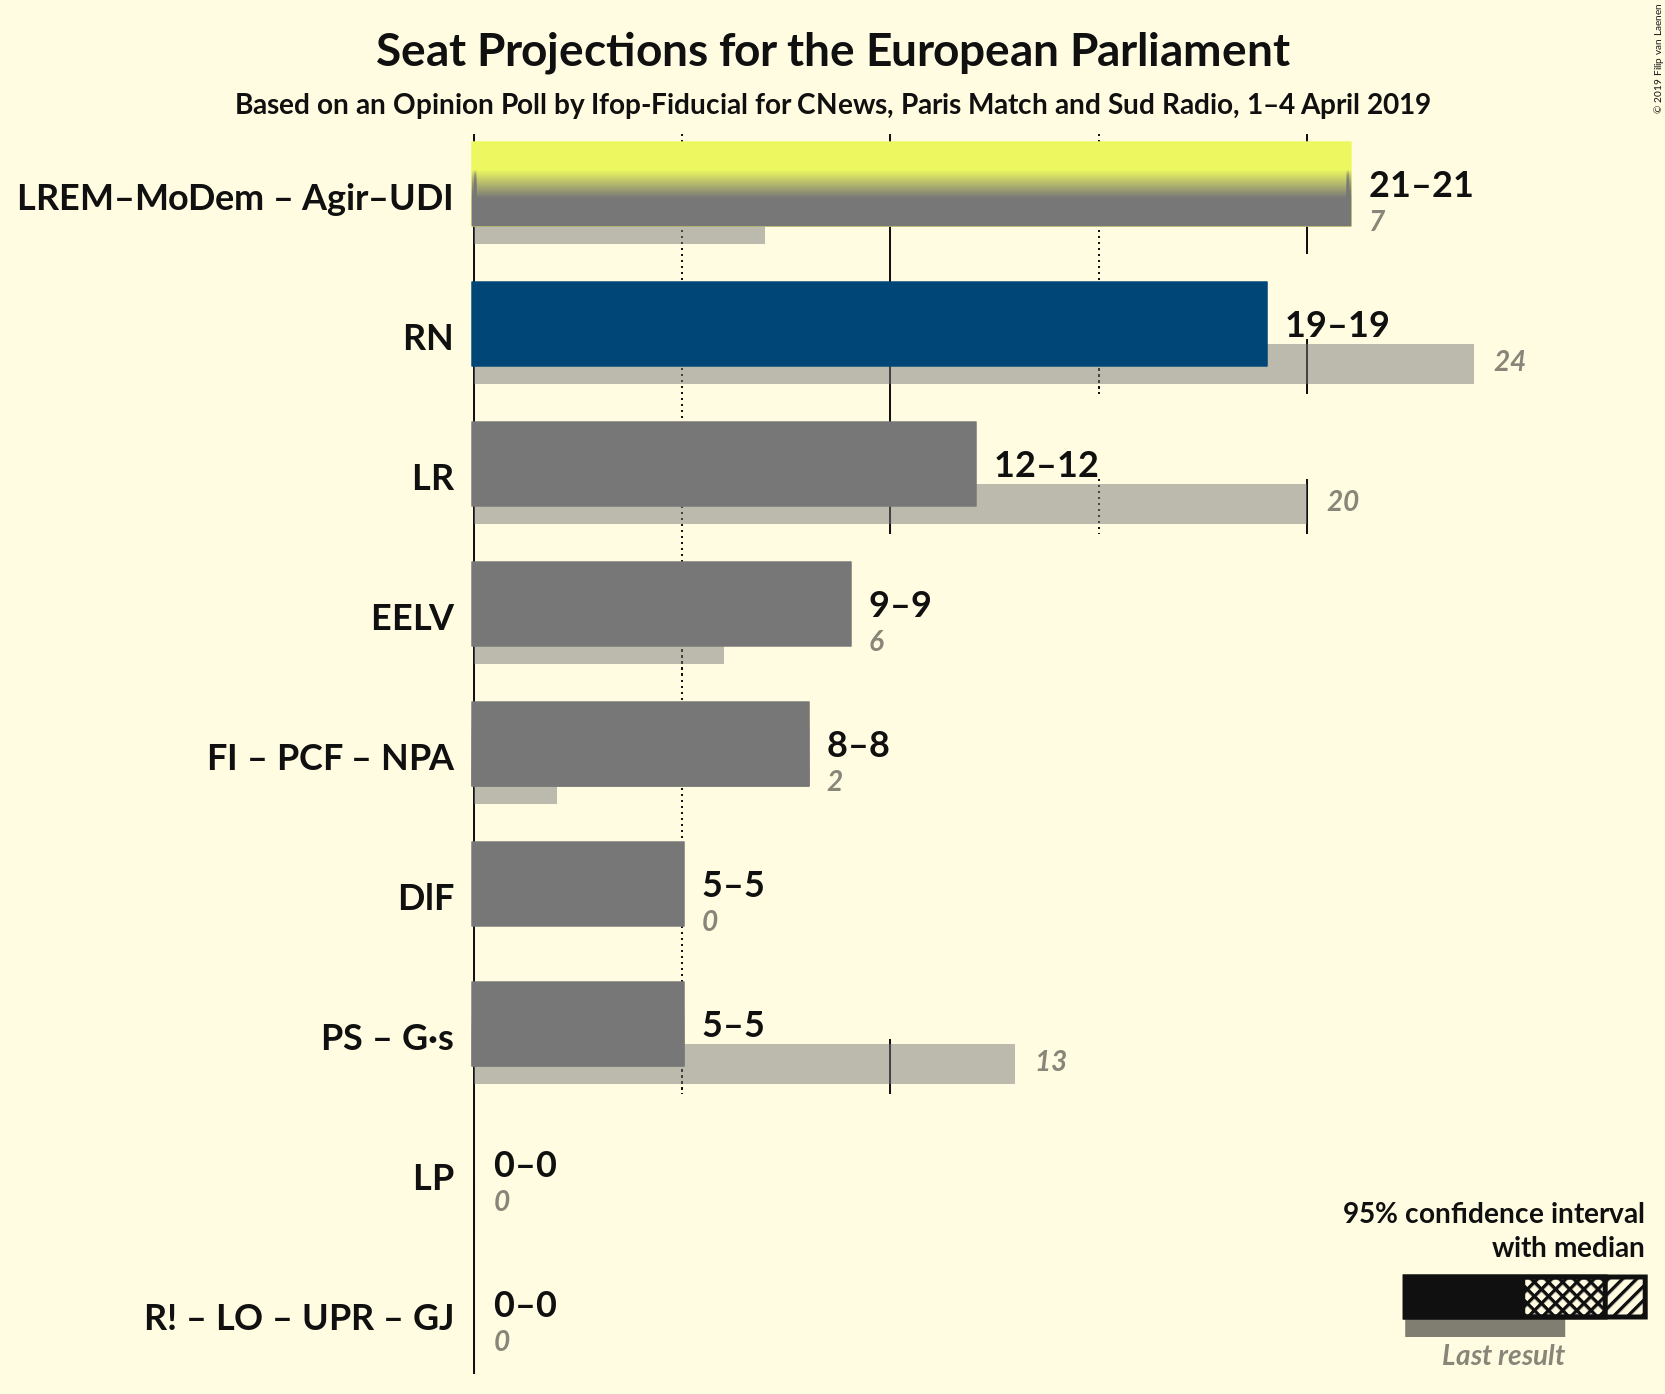 Seat Projections for the European Parliament
Based on an Opinion Poll by Ifop-Fiducial for CNews, Paris Match and Sud Radio, 1–4 April 2019
© 2019 Filip van Laenen
LREM–MoDem – Agir–UDI
21–21
7
RN
19–19
24
LR
12–12
20
EELV
9–9
6
FI – PCF – NPA
8–8
2
DlF
5–5
0
PS – G·s
5–5
13
LP
0–0
0
R! – LO – UPR – GJ
0–0
0
95% confidence interval
with median
Last result